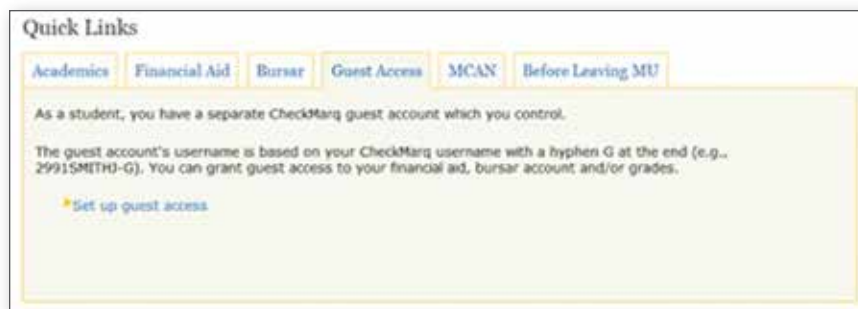 Quick Links
Academics Financial Aid Bursar Guest Access MCAN Before Leaving MU
As a student, you have a separate CheckMarq guest account which you control.
The guest account's username is based on your CheckMarq username with a hyphen G at the end (e.g.,
2991SMITHJ-G). You can grant guest access to your financial aid, bursar account and/or grades.
Set up guest access